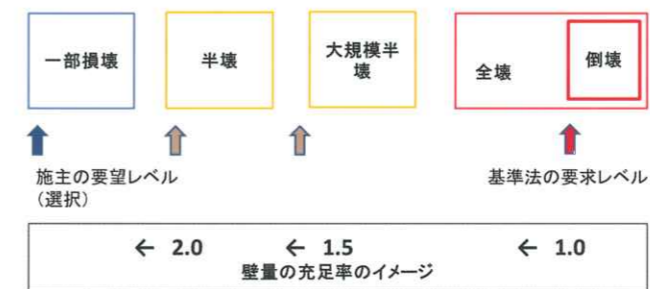 一部損壊
半壊
大規模半
壊
全壊
倒壊
施主の要望レベル
(選択)
基準法の要求レベル
← 2.0 ← 1.5 ← 1.0
壁量の充足率のイメージ